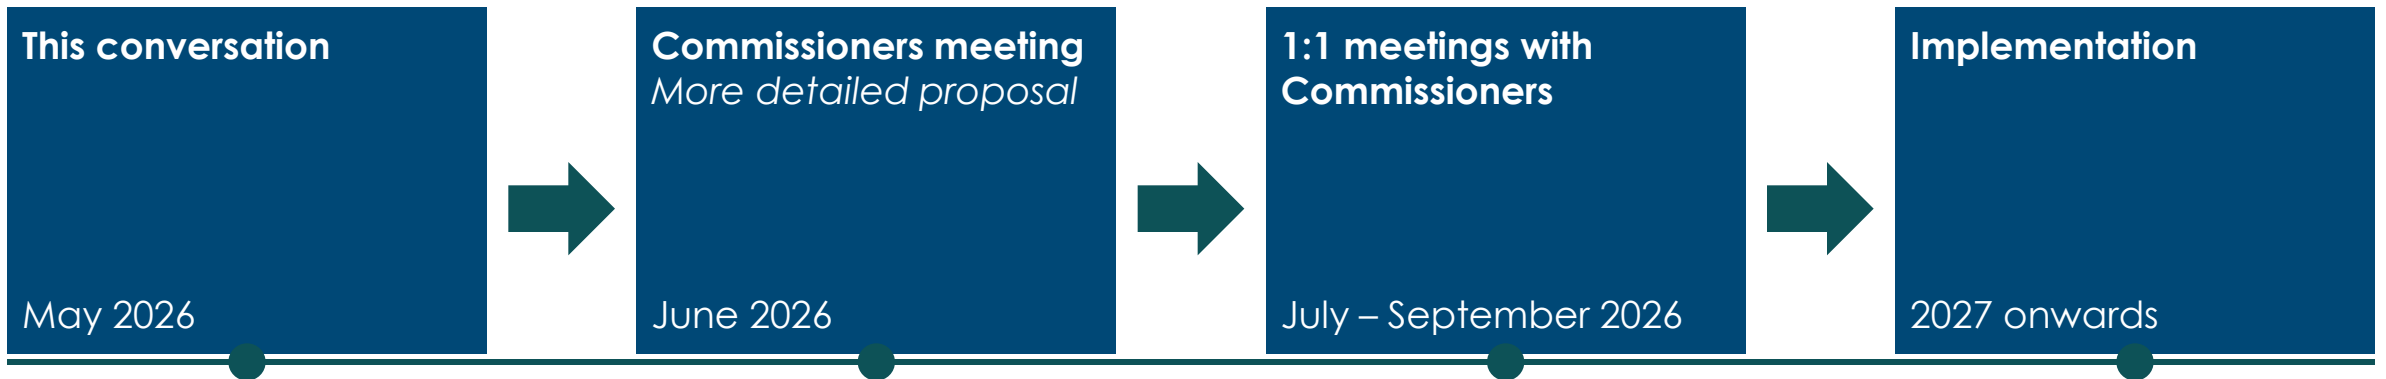 This conversation
May 2026
Commissioners meeting
More detailed proposal
June 2026
1:1 meetings with
Commissioners
July – September 2026
Implementation
2027 onwards